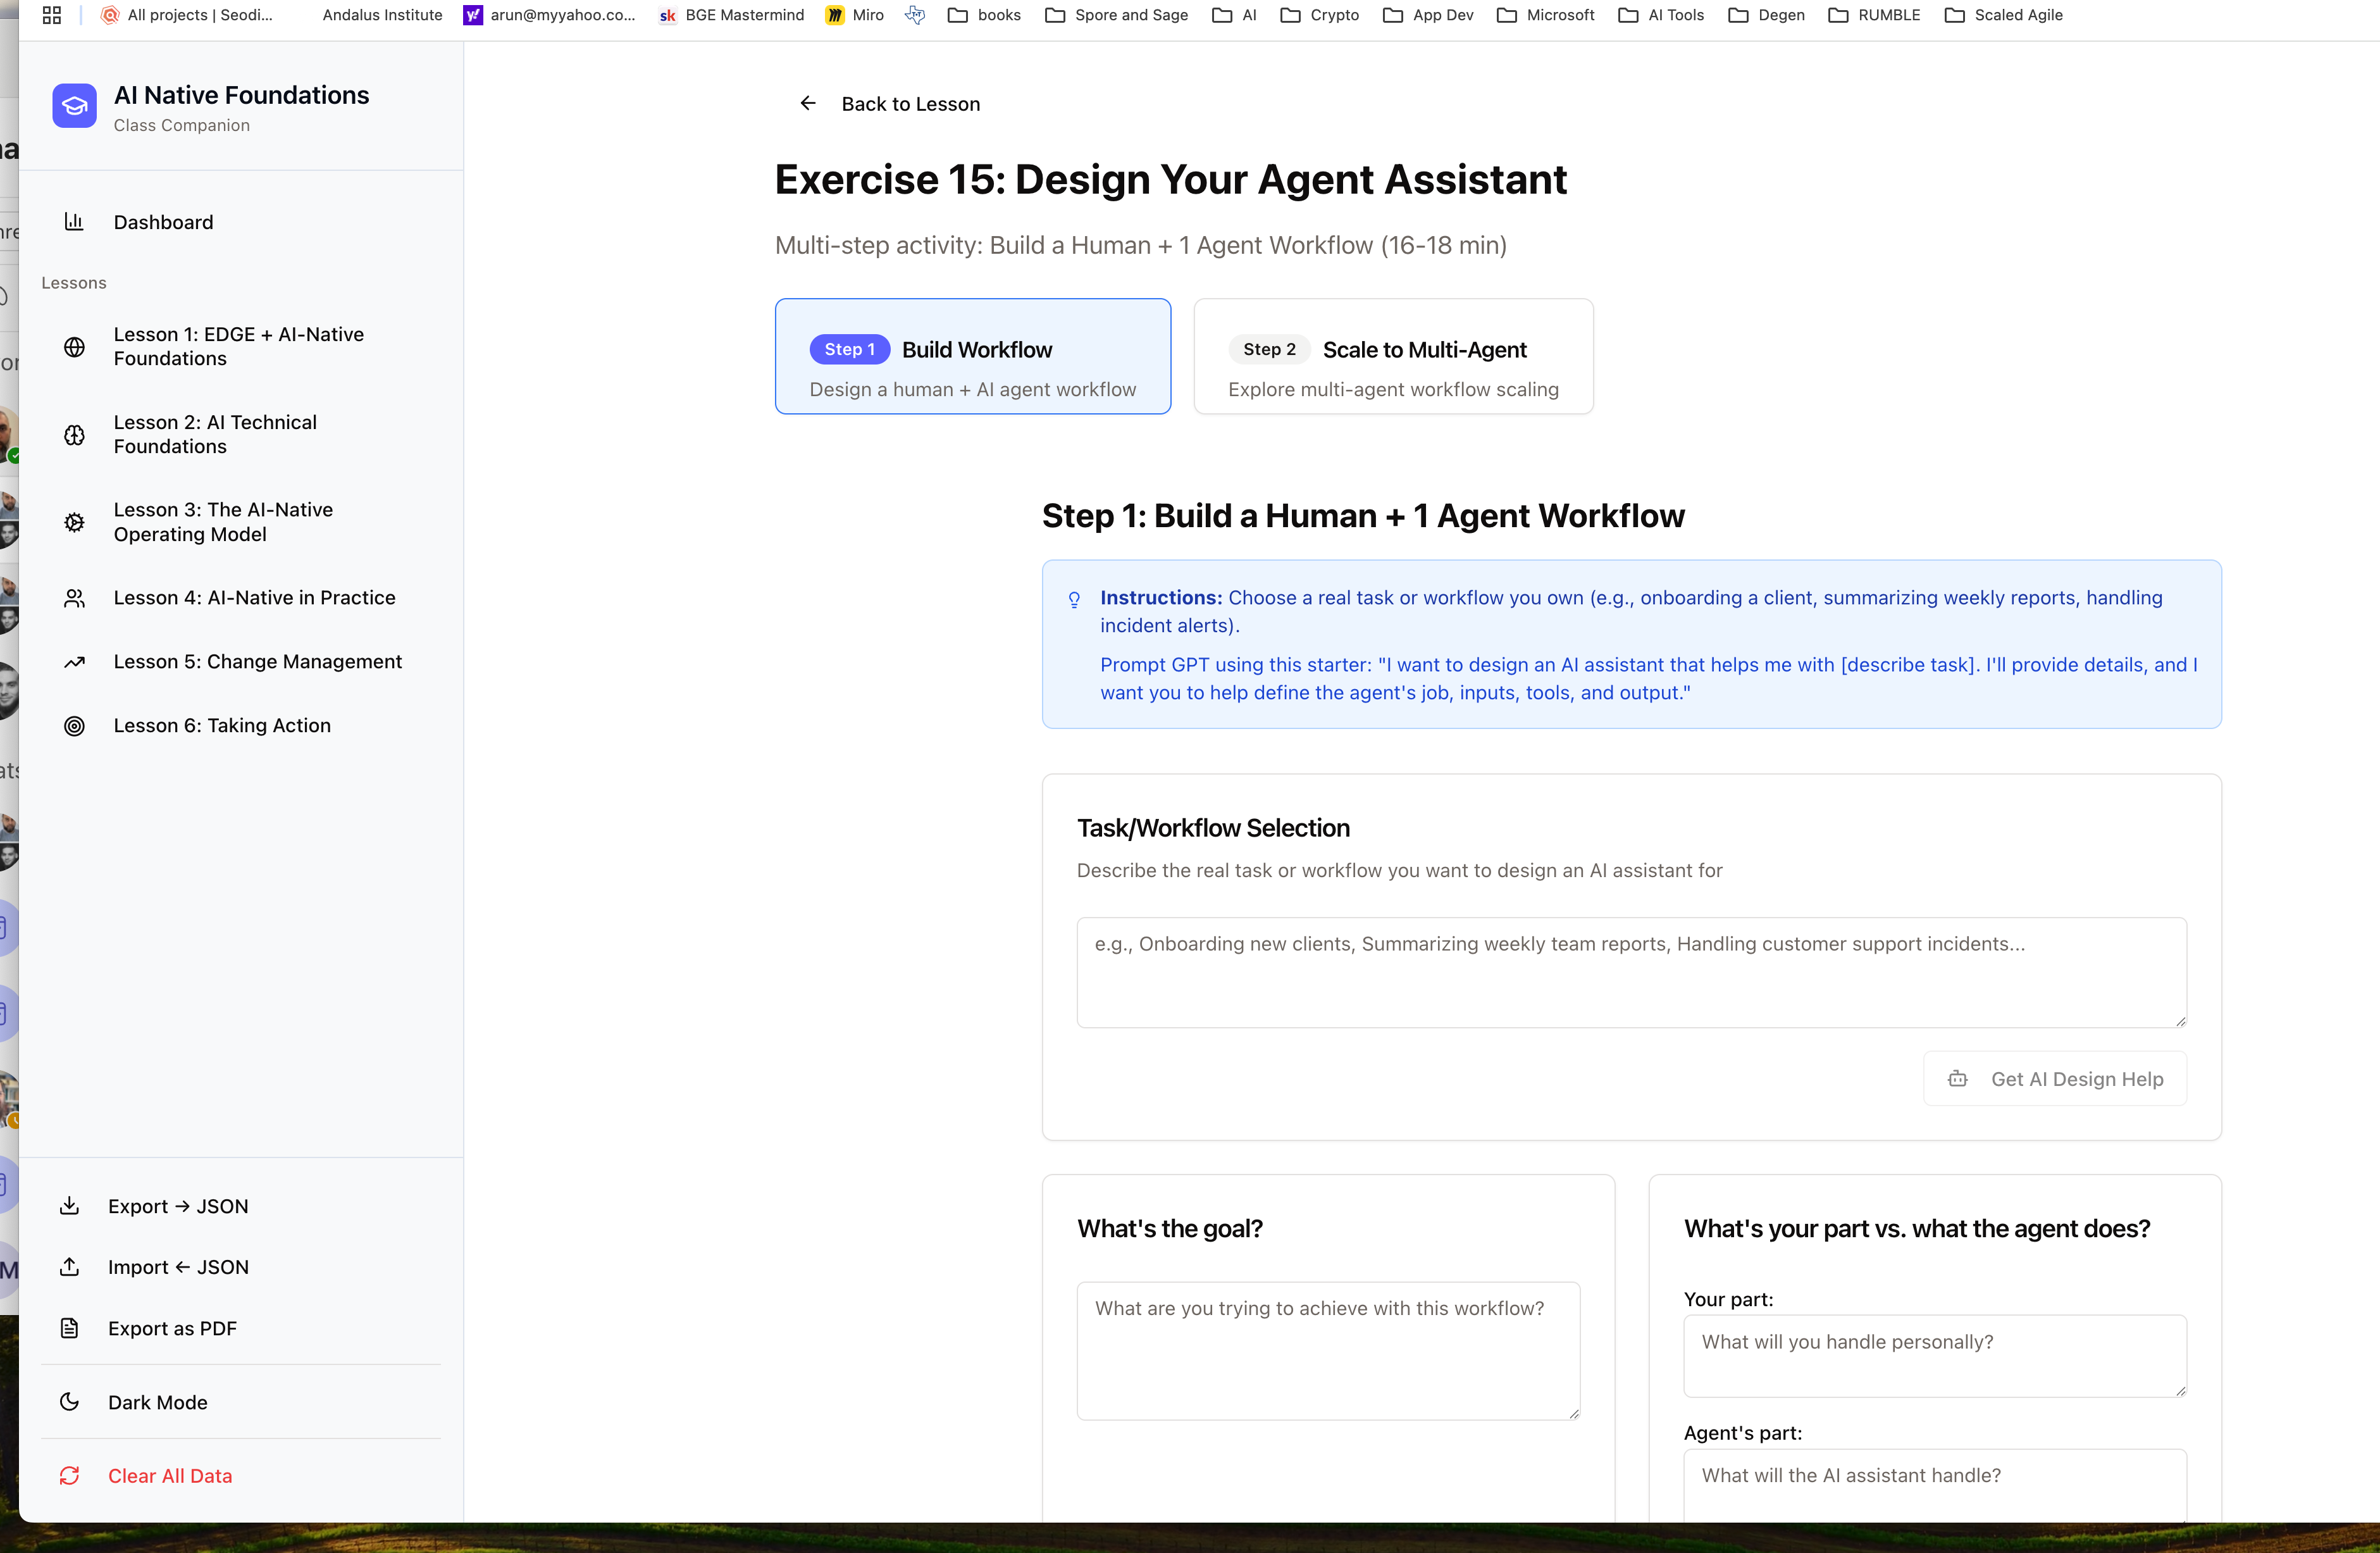 All projects | Seodi...
Andalus Institute
arun@myyahoo.co...
sk BGE Mastermind
Miro
books
Spore and Sage
AI
Crypto
App Dev
Microsoft
AI Tools
Degen
RUMBLE
Scaled Agile
AI Native Foundations
Class Companion
Dashboard
Lessons
Lesson 1: EDGE + AI-Native
Foundations
Lesson 2: AI Technical
Foundations
Lesson 3: The AI-Native
Operating Model
Lesson 4: AI-Native in Practice
Lesson 5: Change Management
Lesson 6: Taking Action
Export → JSON
Import ← JSON
Export as PDF
Dark Mode
Clear All Data
← Back to Lesson
Exercise 15: Design Your Agent Assistant
Multi-step activity: Build a Human + 1 Agent Workflow (16-18 min)
Step 1 Build Workflow
Design a human + AI agent workflow
Step 2 Scale to Multi-Agent
Explore multi-agent workflow scaling
Step 1: Build a Human + 1 Agent Workflow
Instructions: Choose a real task or workflow you own (e.g., onboarding a client, summarizing weekly reports, handling
incident alerts).
Prompt GPT using this starter: "I want to design an AI assistant that helps me with [describe task]. I'll provide details, and I
want you to help define the agent's job, inputs, tools, and output."
Task/Workflow Selection
Describe the real task or workflow you want to design an AI assistant for
e.g., Onboarding new clients, Summarizing weekly team reports, Handling customer support incidents...
Get AI Design Help
What's the goal?
What are you trying to achieve with this workflow?
What's your part vs. what the agent does?
Your part:
What will you handle personally?
Agent's part:
What will the AI assistant handle?